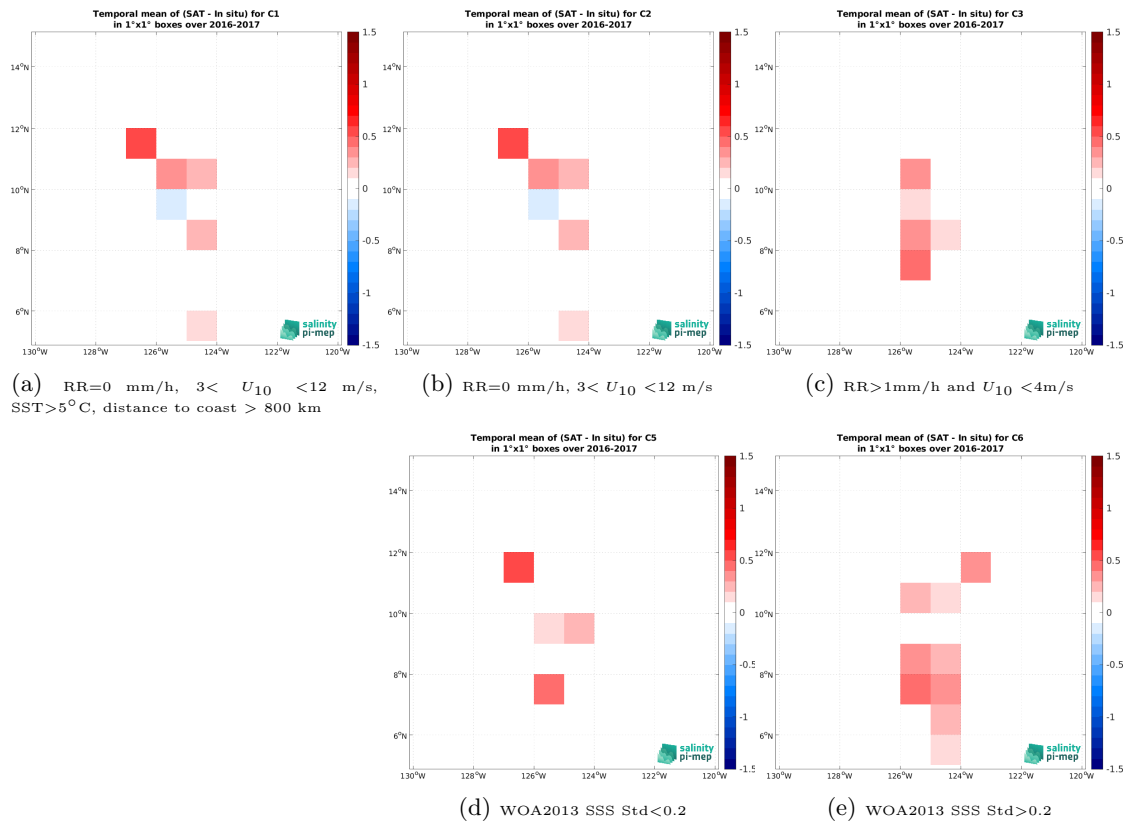 Temporal mean of (SAT - In situ) for C1
in 1°x1° boxes over 2016-2017
14°N
12°N
10°N
8°N
6°N
130°W
128°W
126°W
124°W
122°W
120°W
1.5
1
0.5
0
-0.5
-1
-1.5
salinity
pi-mep
(a) RR=0 mm/h, 3< U10 <12 m/s,
SST>5°C, distance to coast > 800 km
Temporal mean of (SAT - In situ) for C2
in 1°x1° boxes over 2016-2017
14°N
12°N
10°N
8°N
6°N
130°W
128°W
126°W
124°W
122°W
120°W
1.5
1
0.5
0
-0.5
-1
-1.5
salinity
pi-mep
(b) RR=0 mm/h, 3< U10 <12 m/s
Temporal mean of (SAT - In situ) for C3
in 1°x1° boxes over 2016-2017
14°N
12°N
10°N
8°N
6°N
130°W
128°W
126°W
124°W
122°W
120°W
1.5
1
0.5
0
-0.5
-1
-1.5
salinity
pi-mep
(c) RR>1mm/h and U10 <4m/s
Temporal mean of (SAT - In situ) for C5
in 1°x1° boxes over 2016-2017
14°N
12°N
10°N
8°N
6°N
130°W
128°W
126°W
124°W
122°W
120°W
1.5
1
0.5
0
-0.5
-1
-1.5
salinity
pi-mep
(d) WOA2013 SSS Std<0.2
Temporal mean of (SAT - In situ) for C6
in 1°x1° boxes over 2016-2017
14°N
12°N
10°N
8°N
6°N
130°W
128°W
126°W
124°W
122°W
120°W
1.5
1
0.5
0
-0.5
-1
-1.5
salinity
pi-mep
(e) WOA2013 SSS Std>0.2